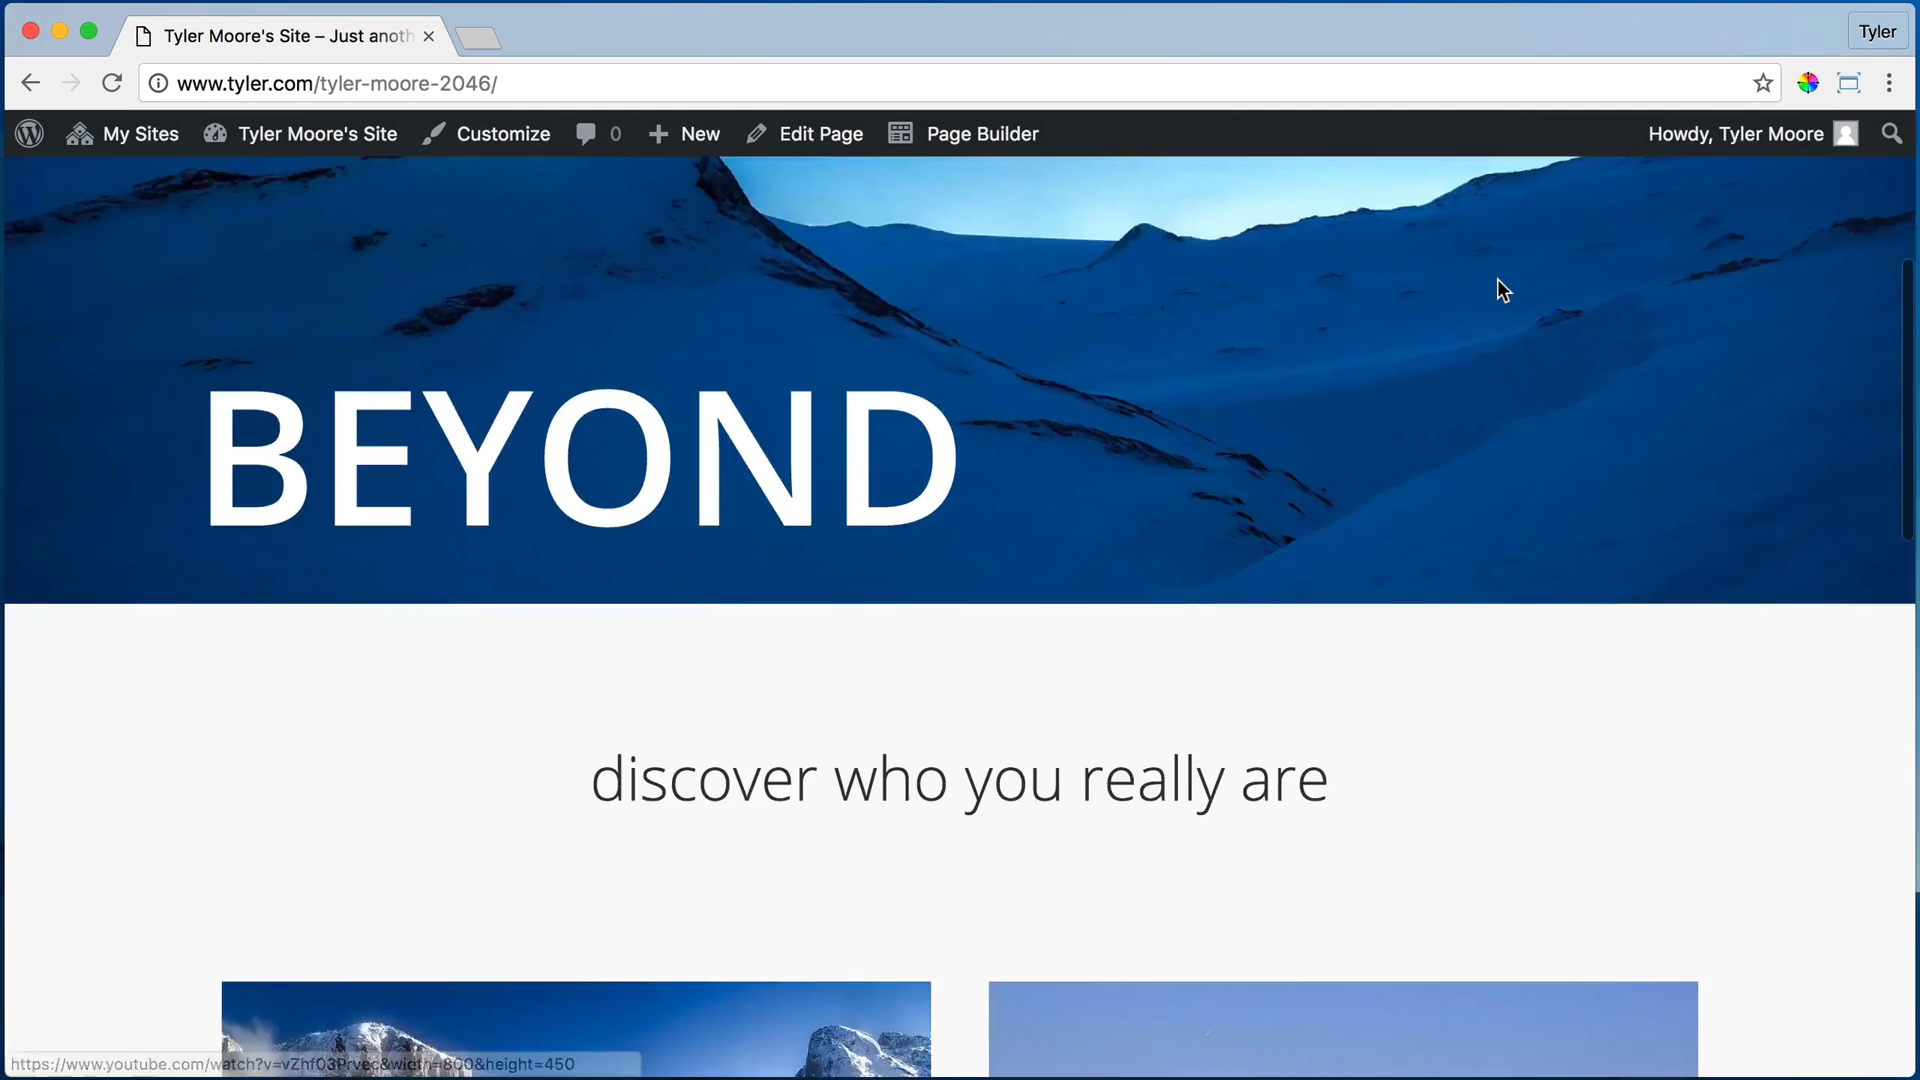 Tyler Moore's Site – Just anoth
Tyler
www.tyler.com/tyler-moore-2046/
My Sites Tyler Moore's Site Customize 0 New Edit Page Page Builder Howdy, Tyler Moore
BEYOND
discover who you really are
https://www.youtube.com/watch?v=vZhf03Prvec&width=800&height=450